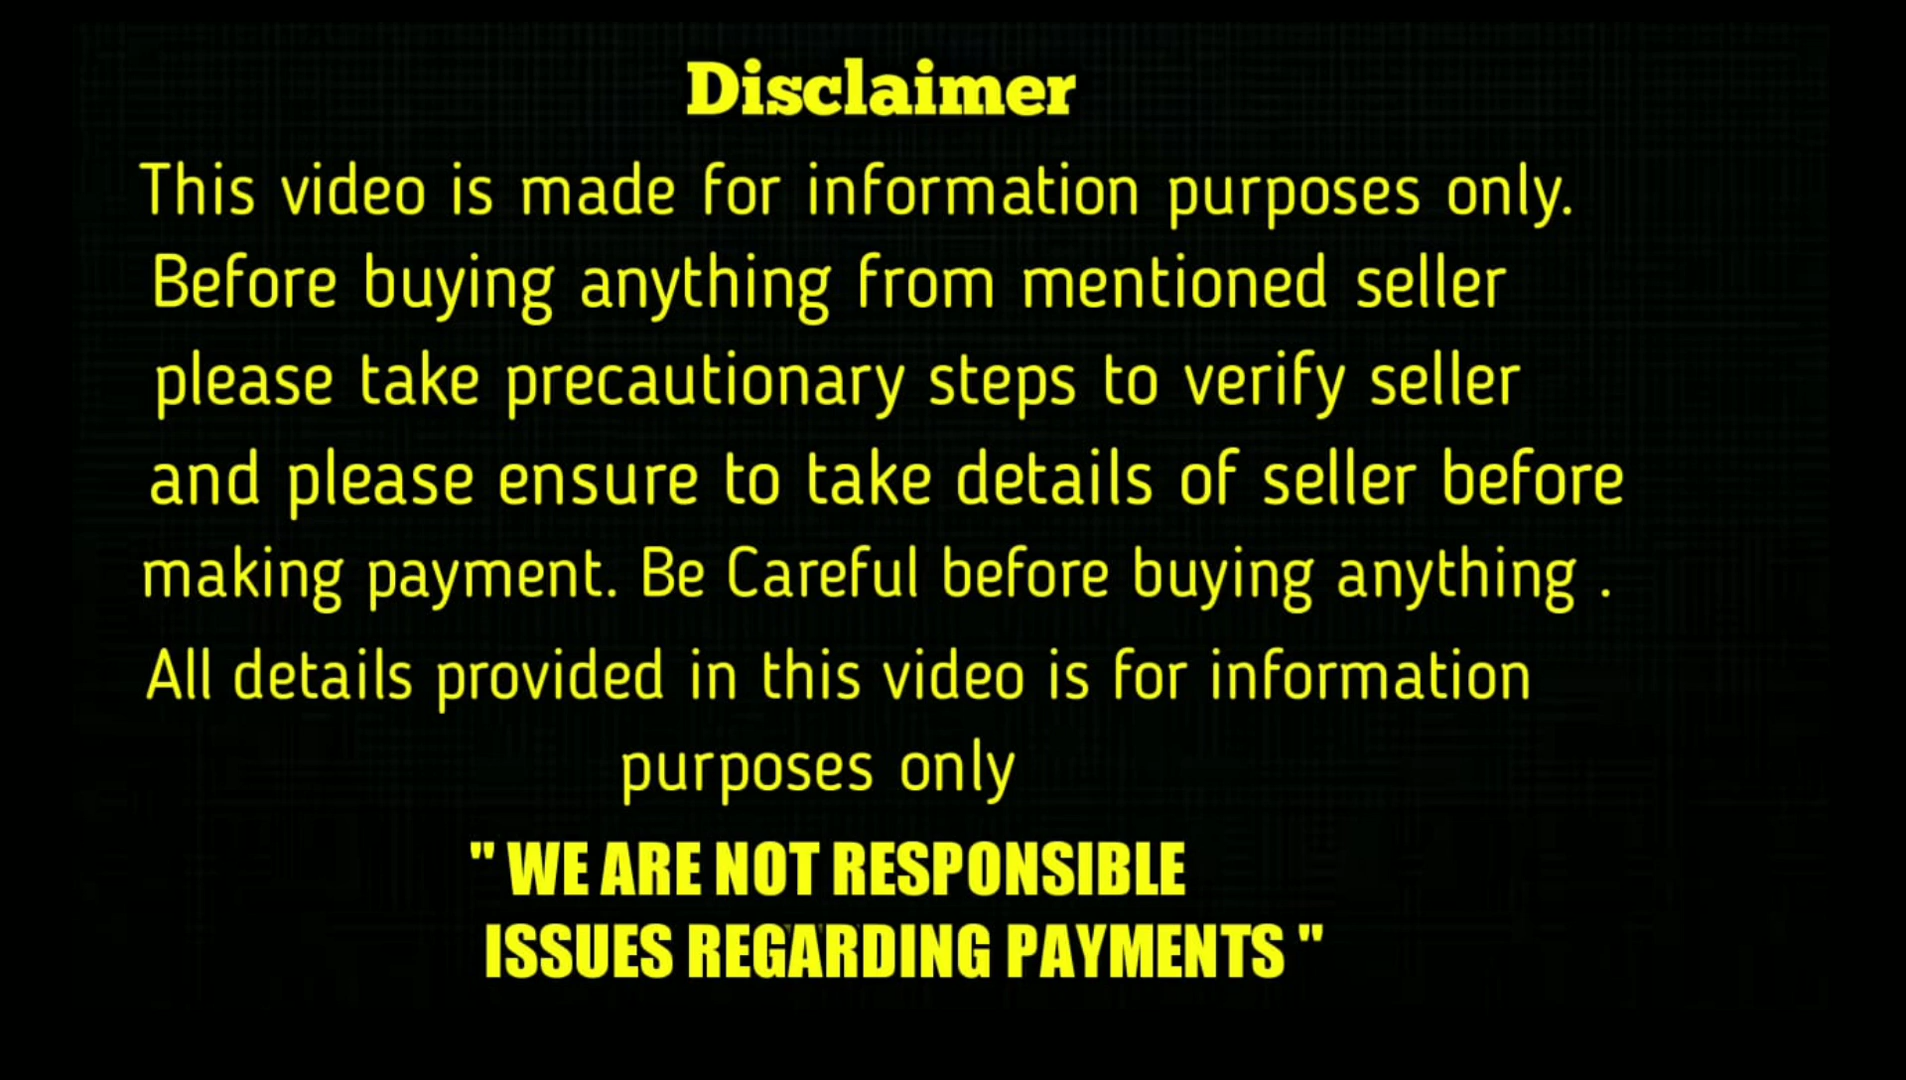 Disclaimer
This video is made for information purposes only.
Before buying anything from mentioned seller
please take precautionary steps to verify seller
and please ensure to take details of seller before
making payment. Be Careful before buying anything .
All details provided in this video is for information
purposes only
" WE ARE NOT RESPONSIBLE
ISSUES REGARDING PAYMENTS "